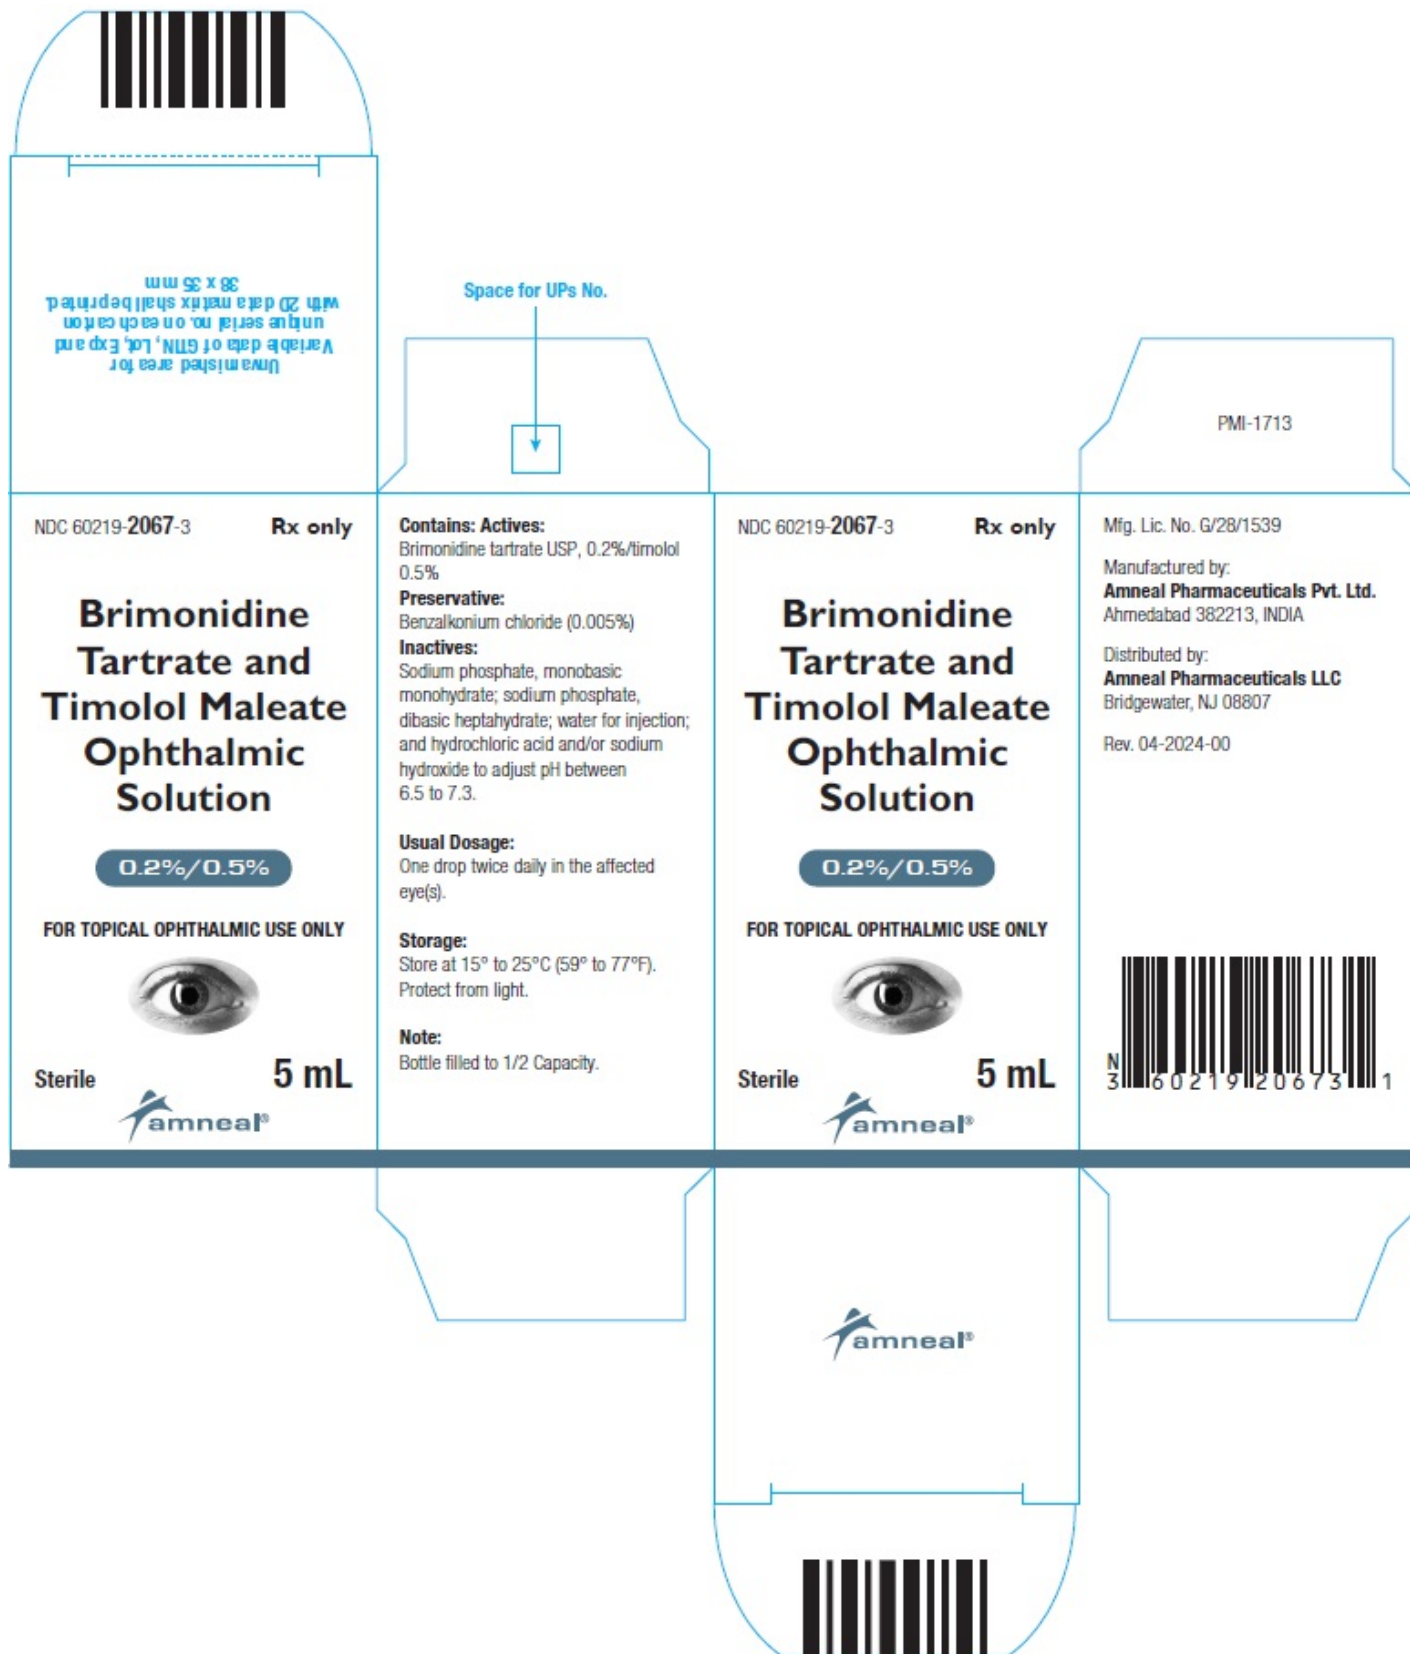 Unvarnished area for
Variable data of GTIN, Lot, Exp and
unique serial no. on each carton
with 2D data matrix shall be printed.
38 x 35 mm
Space for UPs No.
PMI-1713
NDC 60219-2067-3 Rx only
Brimonidine
Tartrate and
Timolol Maleate
Ophthalmic
Solution
0.2%/0.5%
FOR TOPICAL OPHTHALMIC USE ONLY
Sterile 5 mL
amneal®
Contains: Actives:
Brimonidine tartrate USP, 0.2%/timolol
0.5%
Preservative:
Benzalkonium chloride (0.005%)
Inactives:
Sodium phosphate, monobasic
monohydrate; sodium phosphate,
dibasic heptahydrate; water for injection;
and hydrochloric acid and/or sodium
hydroxide to adjust pH between
6.5 to 7.3.
Usual Dosage:
One drop twice daily in the affected
eye(s).
Storage:
Store at 15° to 25°C (59° to 77°F).
Protect from light.
Note:
Bottle filled to 1/2 Capacity.
NDC 60219-2067-3 Rx only
Brimonidine
Tartrate and
Timolol Maleate
Ophthalmic
Solution
0.2%/0.5%
FOR TOPICAL OPHTHALMIC USE ONLY
Sterile 5 mL
amneal®
Mfg. Lic. No. G/28/1539
Manufactured by:
Amneal Pharmaceuticals Pvt. Ltd.
Ahmedabad 382213, INDIA
Distributed by:
Amneal Pharmaceuticals LLC
Bridgewater, NJ 08807
Rev. 04-2024-00
N
3 60219 20673 1
amneal®